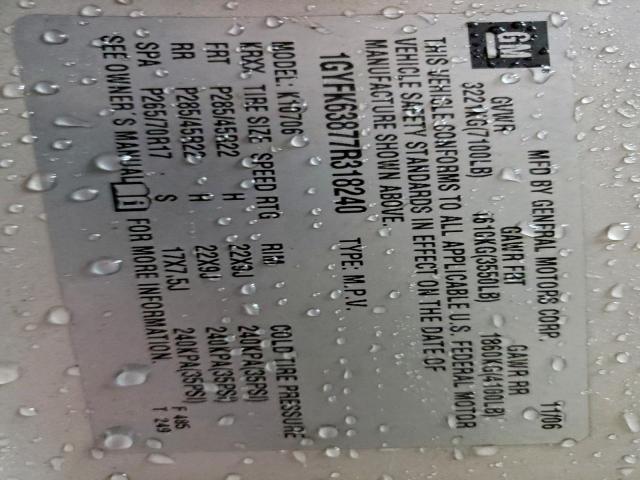 GM
MFD BY GENERAL MOTORS CORP. 11/06
GVWR GAWR FRT GAWR RR
3221KG(7100LB) 1610KG(3550LB) 1860KG(4100LB)
THIS VEHICLE CONFORMS TO ALL APPLICABLE U.S. FEDERAL MOTOR
VEHICLE SAFETY STANDARDS IN EFFECT ON THE DATE OF
MANUFACTURE SHOWN ABOVE.
1GYFK63877R318240 TYPE: M.P.V.
MODEL: K10706 COLD TIRE PRESSURE
KRXX TIRE SIZE SPEED RTG RIM
FRT P285/45R22 H 22X9J 240KPA(35PSI)
RR P285/45R22 H 22X9J 240KPA(35PSI)
SPA P265/70R17 S 17X7.5J 240KPA(35PSI)
SEE OWNER'S MANUAL FOR MORE INFORMATION. F
T 349